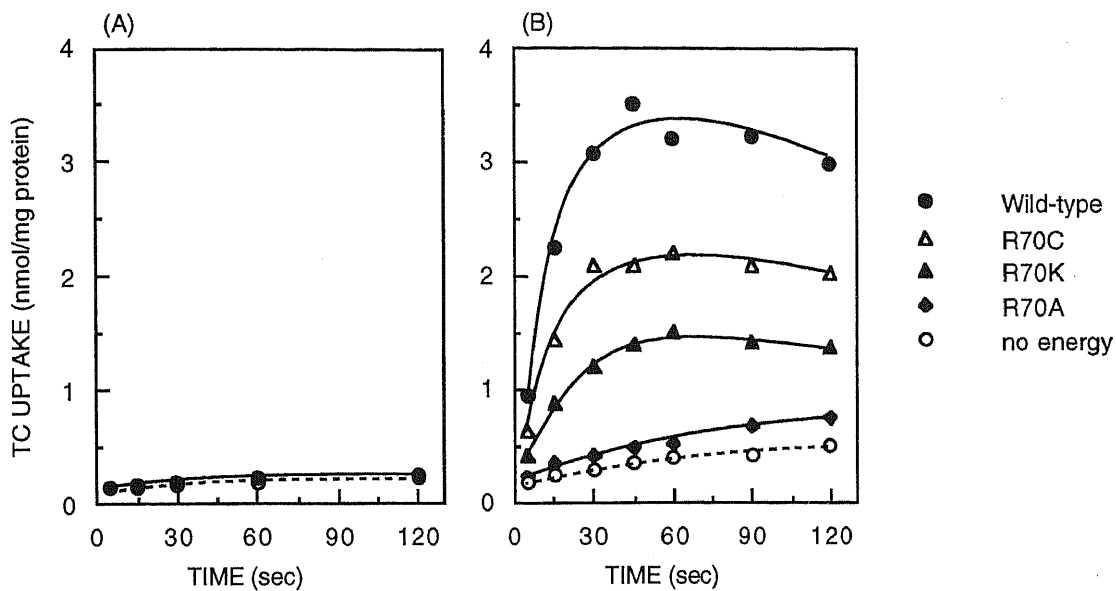 (A)
(B)
TC UPTAKE (nmol/mg protein)
4
3
2
1
0
0 30 60 90 120
TIME (sec)
4
3
2
1
0
0 30 60 90 120
TIME (sec)
Wild-type
R70C
R70K
R70A
no energy